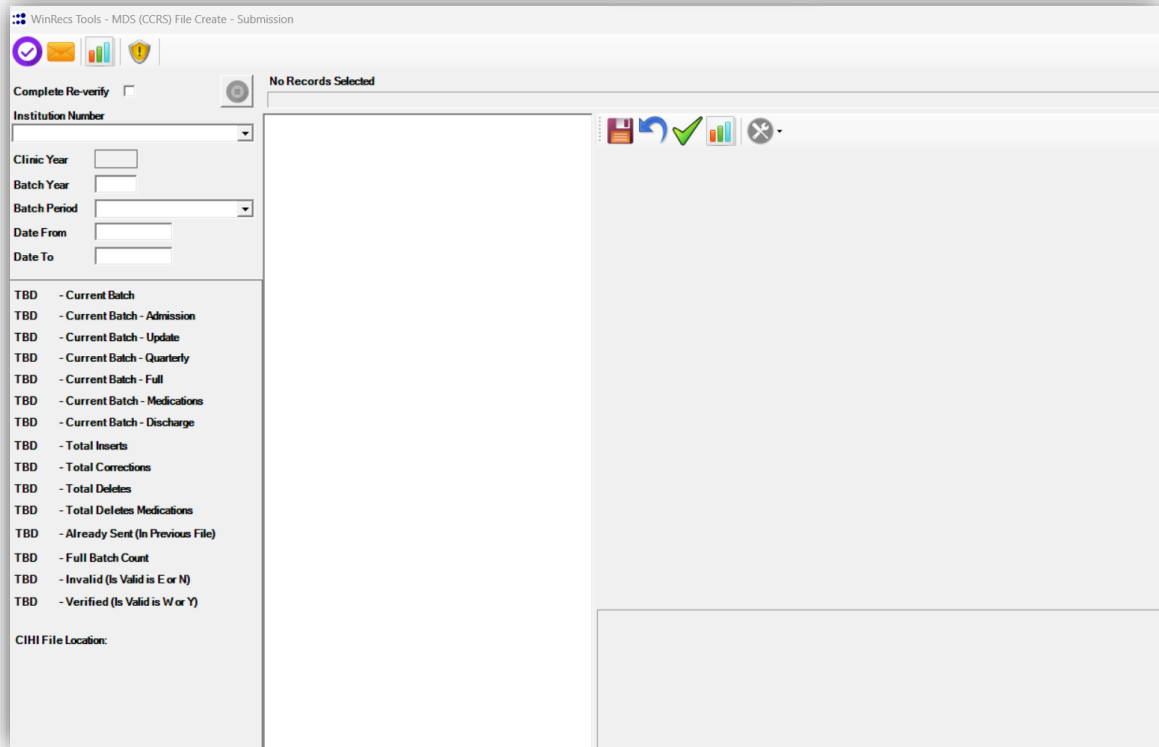 WinRecs Tools - MDS (CCRS) File Create - Submission
Complete Re-verify
No Records Selected
Institution Number
Clinic Year
Batch Year
Batch Period
Date From
Date To
TBD - Current Batch
TBD - Current Batch - Admission
TBD - Current Batch - Update
TBD - Current Batch - Quarterly
TBD - Current Batch - Full
TBD - Current Batch - Medications
TBD - Current Batch - Discharge
TBD - Total Inserts
TBD - Total Corrections
TBD - Total Deletes
TBD - Total Deletes Medications
TBD - Already Sent (In Previous File)
TBD - Full Batch Count
TBD - Invalid (Is Valid is E or N)
TBD - Verified (Is Valid is W or Y)
CIHI File Location: